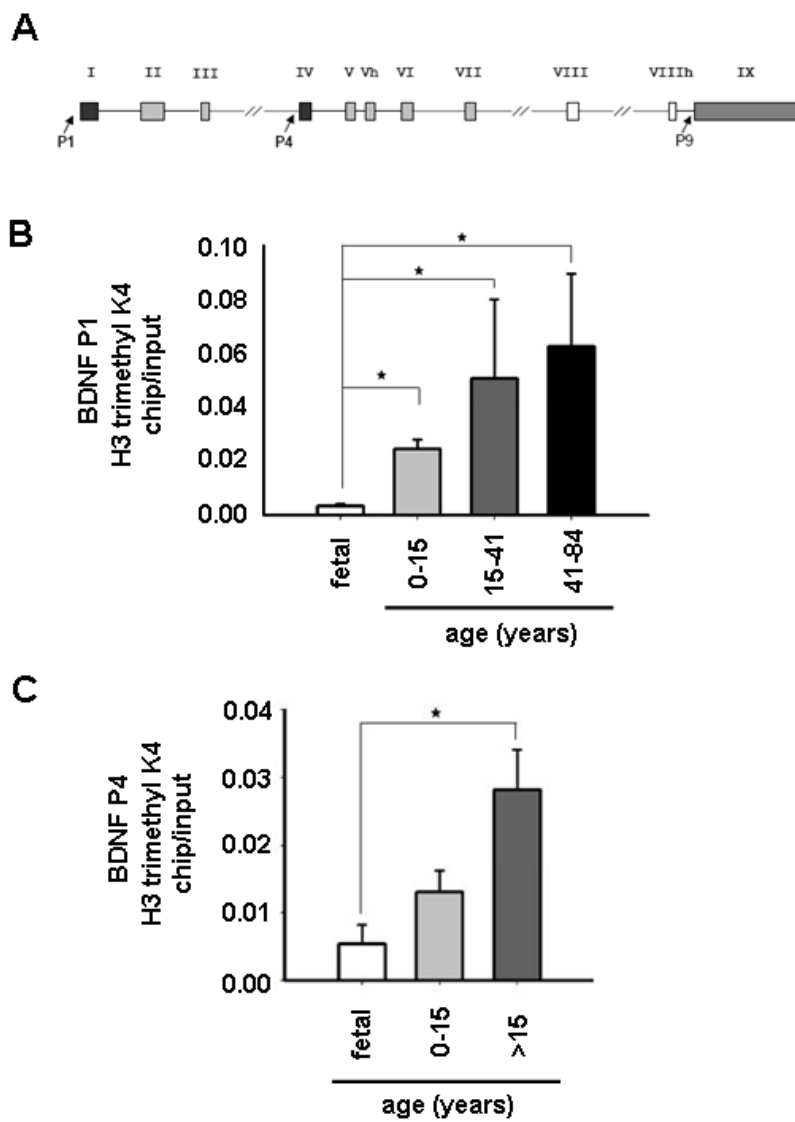 A
I II III IV V Vh VI VII VIII VIIIh IX
P1 P4 P9
B
BDNF P1
H3 trimethyl K4
chip/input
0.10
0.08
0.06
0.04
0.02
0.00
* * *
fetal 0-15 15-41 41-84
age (years)
C
BDNF P4
H3 trimethyl K4
chip/input
0.04
0.03
0.02
0.01
0.00
*
fetal 0-15 >15
age (years)